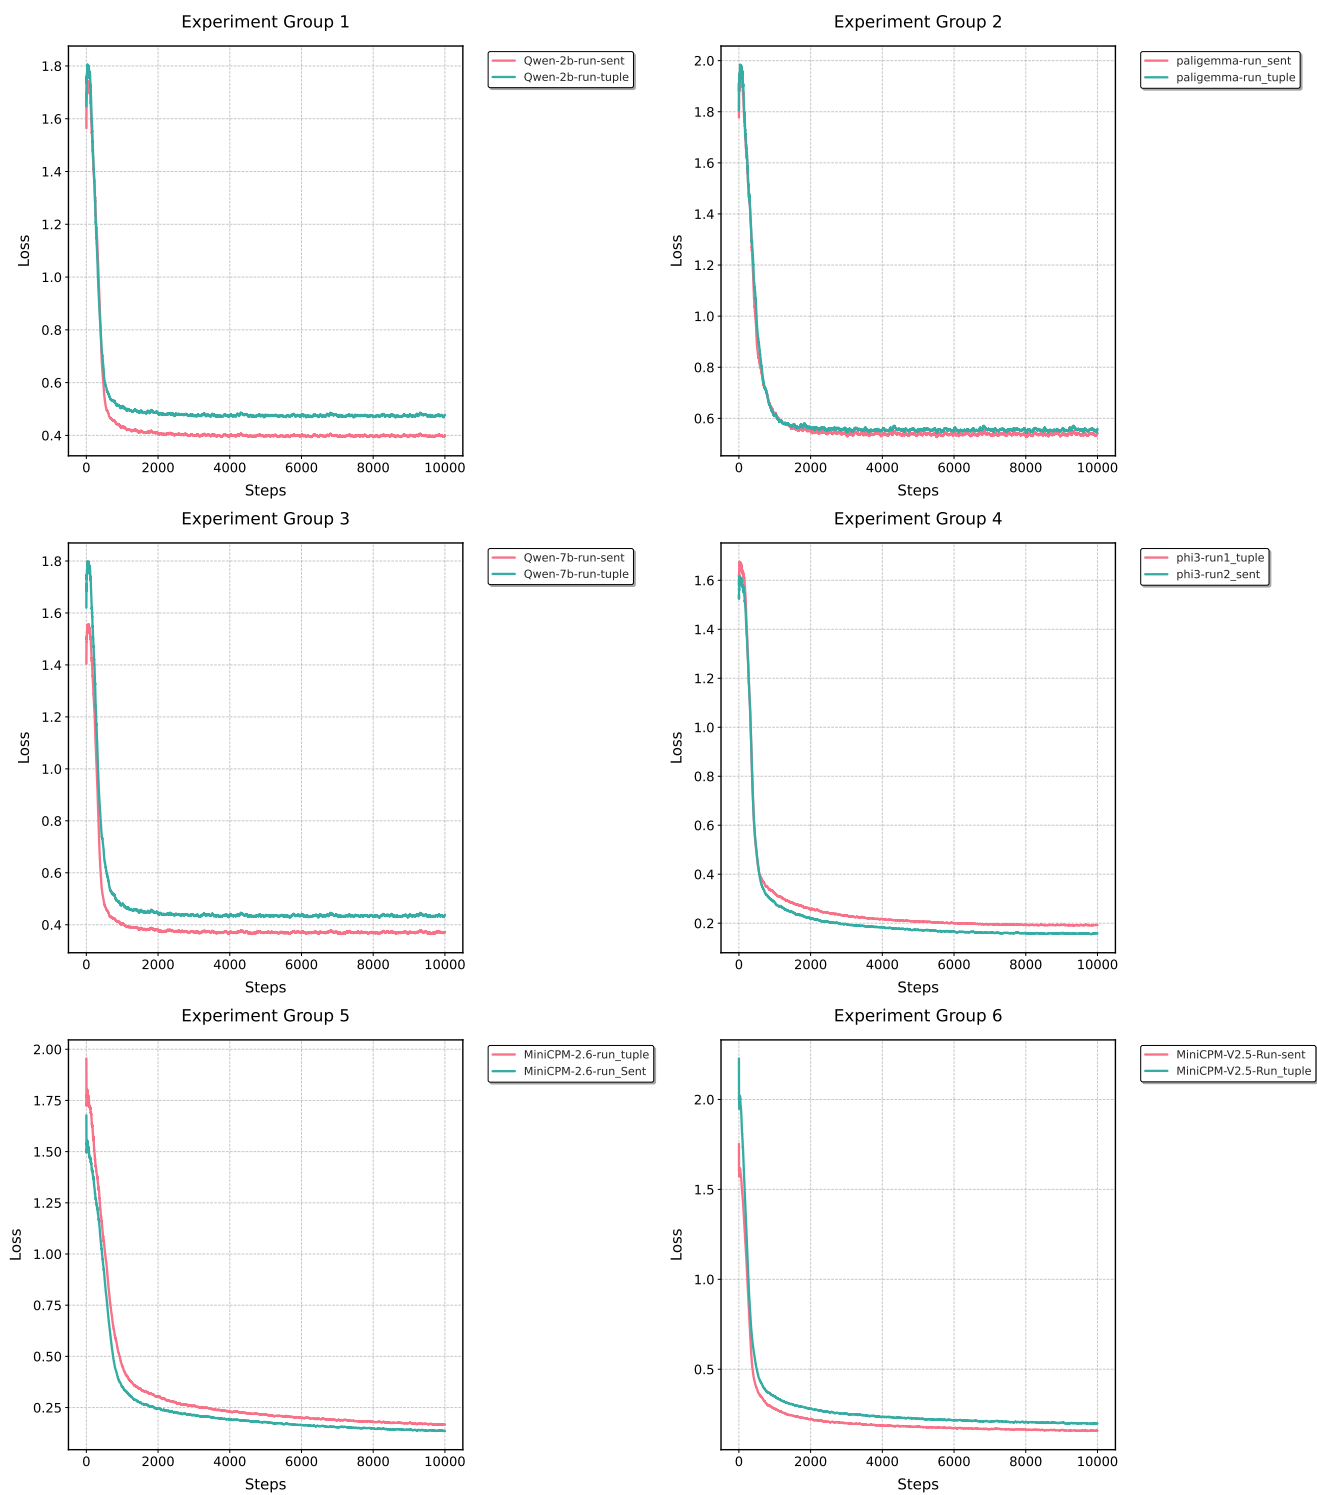 Experiment Group 1
Qwen-2b-run-sent
Qwen-2b-run-tuple
1.8
1.6
1.4
1.2
1.0
0.8
0.6
0.4
Loss
0 2000 4000 6000 8000 10000
Steps
Experiment Group 2
paligemma-run_sent
paligemma-run_tuple
2.0
1.8
1.6
1.4
1.2
1.0
0.8
0.6
Loss
0 2000 4000 6000 8000 10000
Steps
Experiment Group 3
Qwen-7b-run-sent
Qwen-7b-run-tuple
1.8
1.6
1.4
1.2
1.0
0.8
0.6
0.4
Loss
0 2000 4000 6000 8000 10000
Steps
Experiment Group 4
phi3-run1_tuple
phi3-run2_sent
1.6
1.4
1.2
1.0
0.8
0.6
0.4
0.2
Loss
0 2000 4000 6000 8000 10000
Steps
Experiment Group 5
MiniCPM-2.6-run_tuple
MiniCPM-2.6-run_Sent
2.00
1.75
1.50
1.25
1.00
0.75
0.50
0.25
Loss
0 2000 4000 6000 8000 10000
Steps
Experiment Group 6
MiniCPM-V2.5-Run-sent
MiniCPM-V2.5-Run_tuple
2.0
1.5
1.0
0.5
Loss
0 2000 4000 6000 8000 10000
Steps